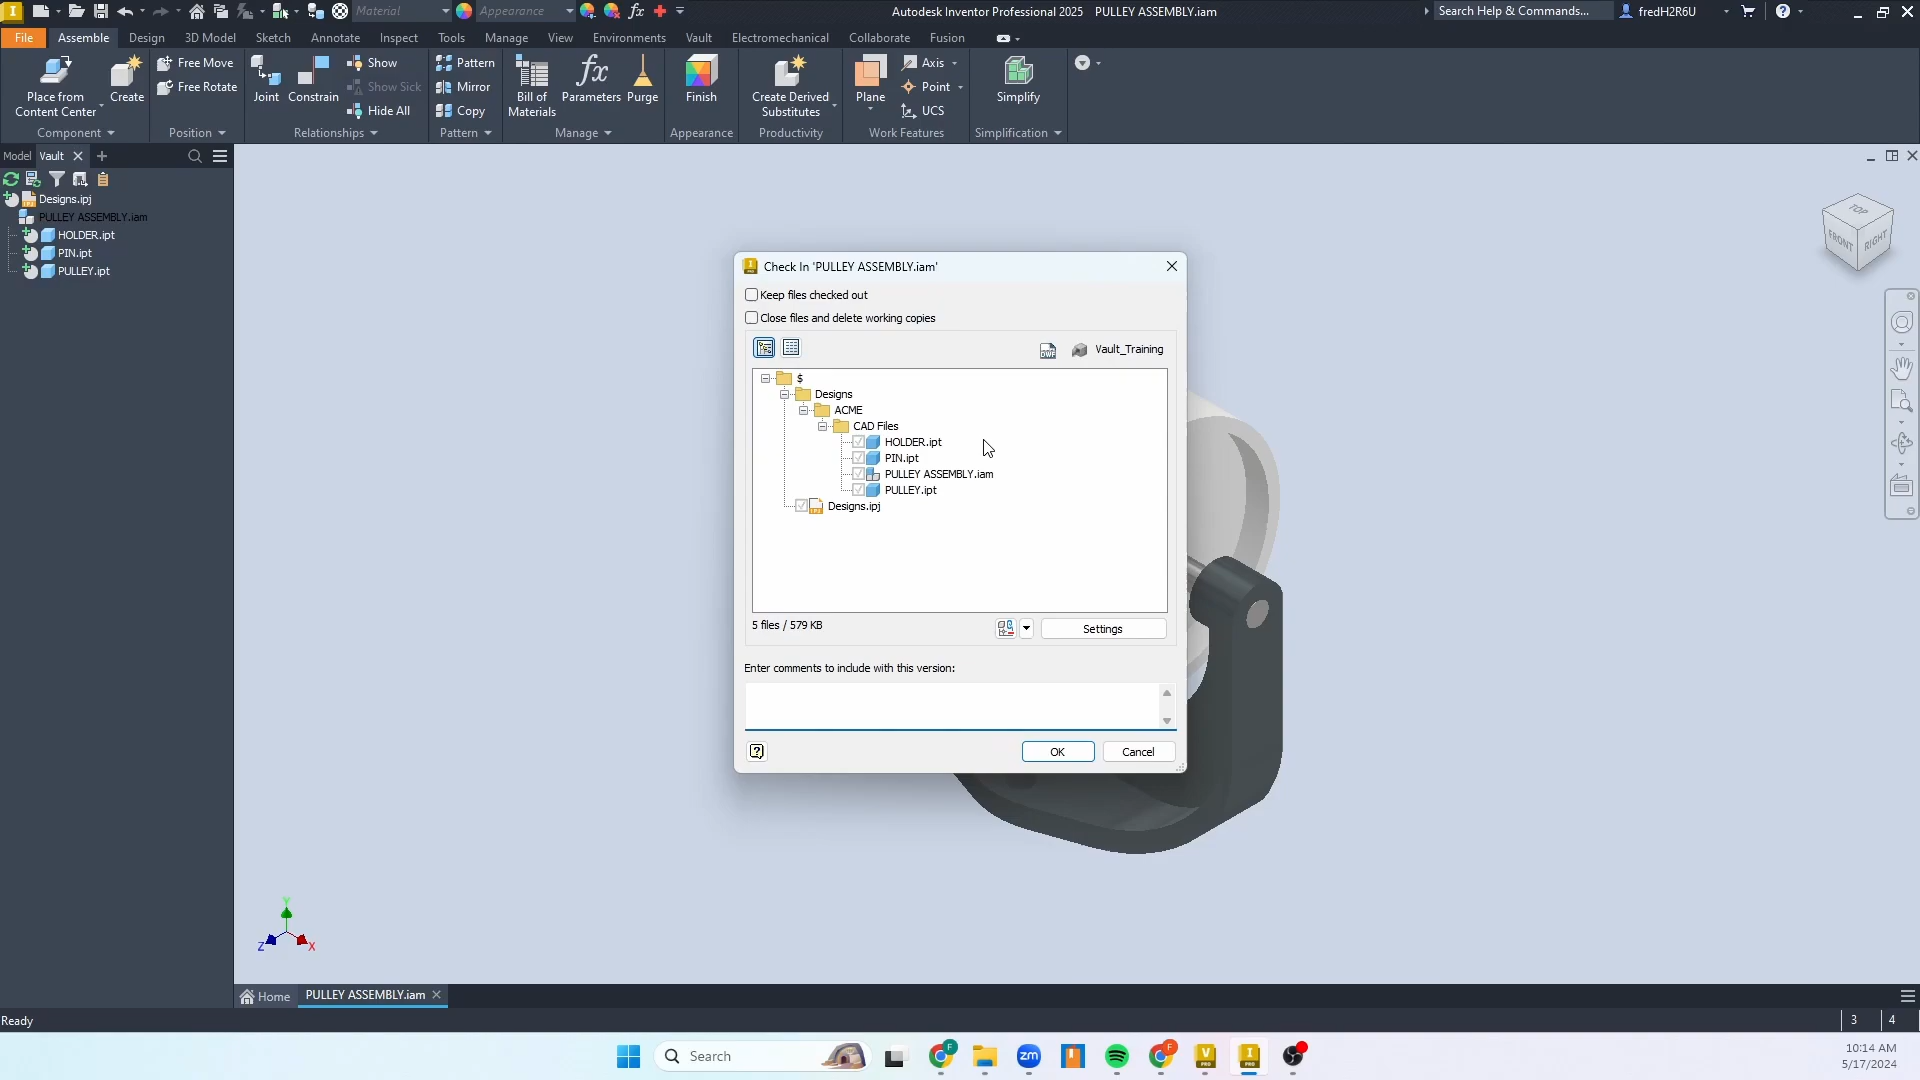 Material
Appearance
Autodesk Inventor Professional 2025 PULLEY ASSEMBLY.iam
Search Help & Commands...
fredH2R6U
File
Assemble
Design
3D Model
Sketch
Annotate
Inspect
Tools
Manage
View
Environments
Vault
Electromechanical
Collaborate
Fusion
Place from
Content Center
Create
Free Move
Free Rotate
Joint
Constrain
Show
Show Sick
Hide All
Pattern
Mirror
Copy
Bill of
Materials
fx
Parameters
Purge
Finish
Create Derived
Substitutes
Plane
Axis
Point
UCS
Simplify
Component
Position
Relationships
Pattern
Manage
Appearance
Productivity
Work Features
Simplification
Model
Vault
Designs.ipj
PULLEY ASSEMBLY.iam
HOLDER.ipt
PIN.ipt
PULLEY.ipt
TOP
FRONT
RIGHT
Check In 'PULLEY ASSEMBLY.iam'
Keep files checked out
Close files and delete working copies
DWF
Vault_Training
$
Designs
ACME
CAD Files
HOLDER.ipt
PIN.ipt
PULLEY ASSEMBLY.iam
PULLEY.ipt
Designs.ipj
5 files / 579 KB
Settings
Enter comments to include with this version:
OK
Cancel
Y
Z
X
Home
PULLEY ASSEMBLY.iam
Ready
3
4
Search
zm
10:14 AM
5/17/2024